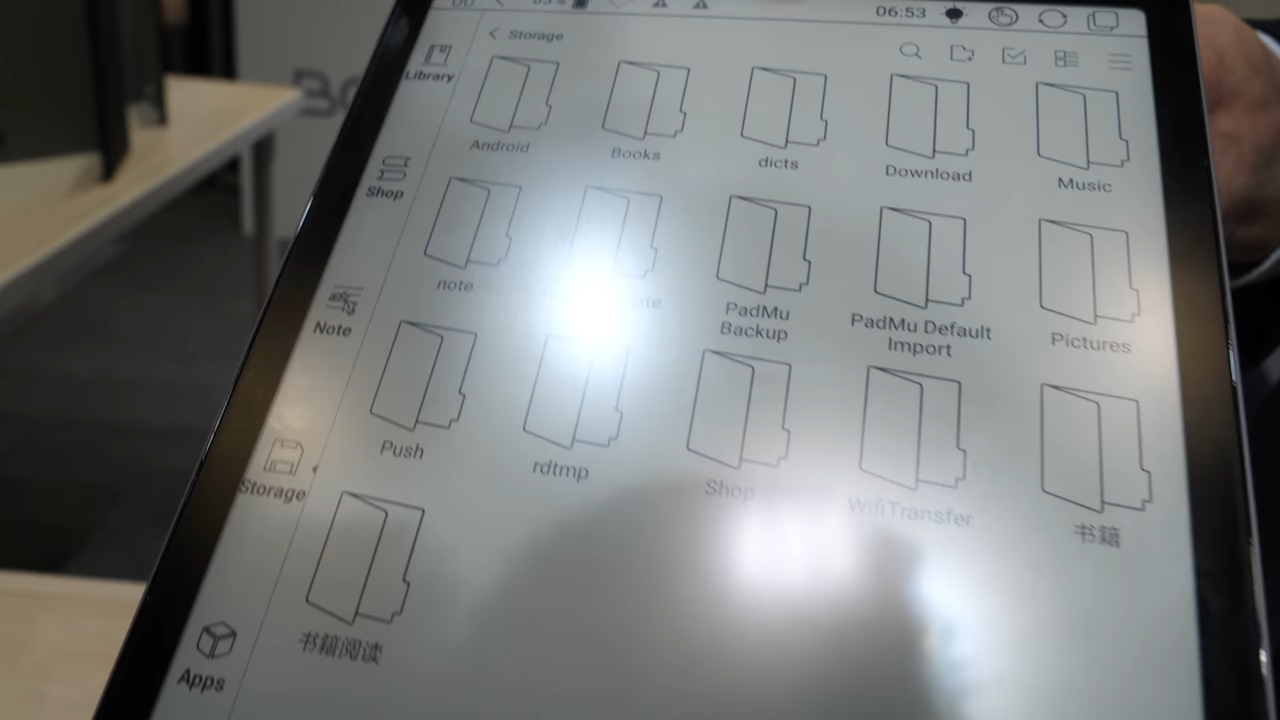 06:53
Storage
Library
Android
Books
dicts
Download
Music
Shop
note
PadMu
Backup
PadMu Default
Import
Pictures
Note
Push
rdtmp
Shop
WifiTransfer
书籍
Storage
书籍阅读
Apps